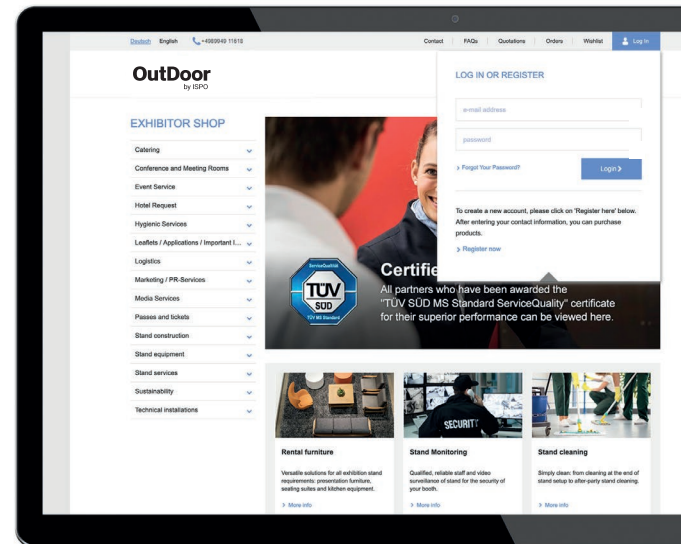 Deutsch English +4989949 11618 Contact FAQs Quotations Orders Wishlist Log In
OutDoor
by ISPO
LOG IN OR REGISTER
e-mail address
password
Forgot Your Password?
Login
To create a new account, please click on 'Register here' below.
After entering your contact information, you can purchase
products.
Register now
EXHIBITOR SHOP
Catering
Conference and Meeting Rooms
Event Service
Hotel Request
Hygienic Services
Leaflets / Applications / Important I...
Logistics
Marketing / PR-Services
Media Services
Passes and tickets
Stand construction
Stand equipment
Stand services
Sustainability
Technical installations
ServiceQualität
TÜV
SÜD
TÜV MS Standard
Certifie
All partners who have been awarded the
"TÜV SÜD MS Standard ServiceQuality" certificate
for their superior performance can be viewed here.
SECURITY
Rental furniture
Versatile solutions for all exhibition stand
requirements: presentation furniture,
seating suites and kitchen equipment.
More info
Stand Monitoring
Qualified, reliable staff and video
surveillance of stand for the security of
your booth.
More info
Stand cleaning
Simply clean: from cleaning at the end of
stand setup to after-party stand cleaning.
More info